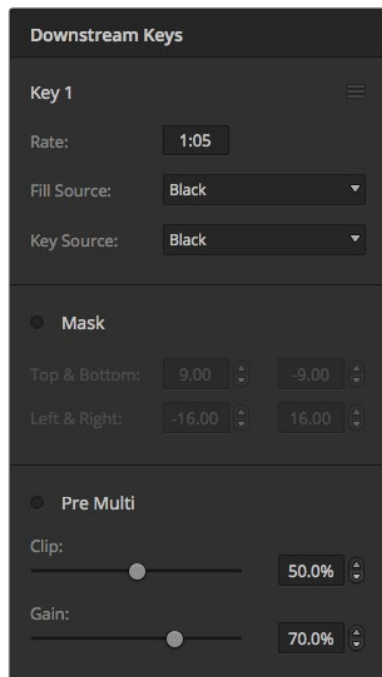 Downstream Keys
Key 1
Rate: 1:05
Fill Source: Black
Key Source: Black
Mask
Top & Bottom: 9.00 -9.00
Left & Right: -16.00 16.00
Pre Multi
Clip:
50.0%
Gain:
70.0%